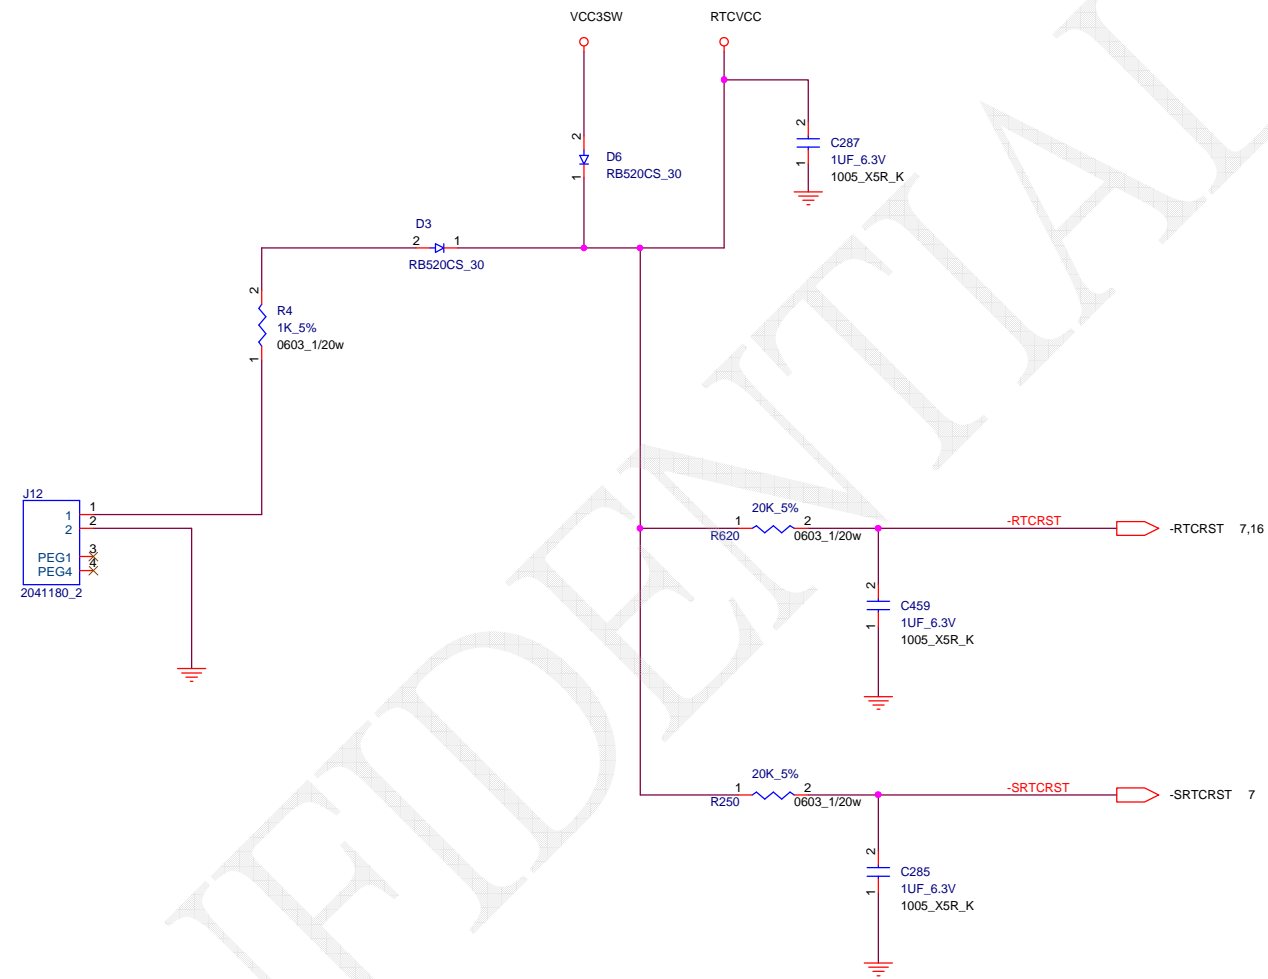 VCC3SW
RTCVCC
2
C287
1UF_6.3V
1005_X5R_K
1
2
D6
RB520CS_30
1
D3
2
1
RB520CS_30
2
R4
1K_5%
0603_1/20w
1
J12
1
1
2
2
PEG1
3
PEG4
4
2041180_2
20K_5%
1
2
R620
0603_1/20w
-RTCRST
-RTCRST 7,16
2
C459
1UF_6.3V
1005_X5R_K
1
20K_5%
1
2
R250
0603_1/20w
-SRTCRST
-SRTCRST 7
2
C285
1UF_6.3V
1005_X5R_K
1
FIDENTIAL